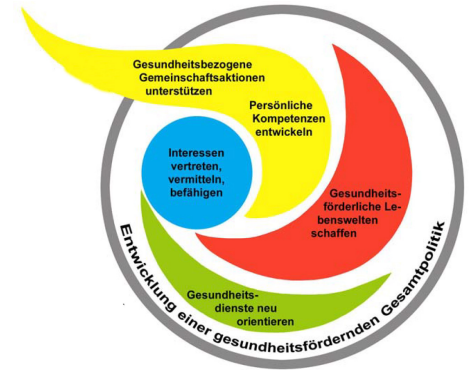 Gesundheitsbezogene
Gemeinschaftsaktionen
unterstützen
Persönliche
Kompetenzen
entwickeln
Interessen
vertreten,
vermitteln,
befähigen
Gesundheits-
förderliche Le-
benswelten
schaffen
Gesundheits-
dienste neu
orientieren
Entwicklung einer gesundheitsfördernden Gesamtpolitik